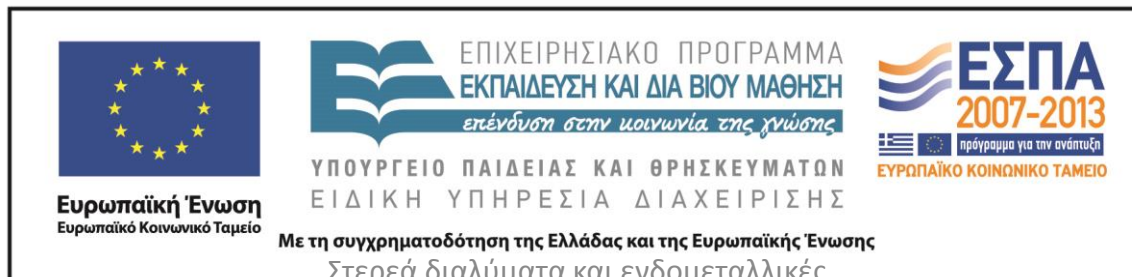 ΕΠΙΧΕΙΡΗΣΙΑΚΟ ΠΡΟΓΡΑΜΜΑ
ΕΚΠΑΙΔΕΥΣΗ ΚΑΙ ΔΙΑ ΒΙΟΥ ΜΑΘΗΣΗ
επένδυση στην κοινωνία της γνώσης
ΥΠΟΥΡΓΕΙΟ ΠΑΙΔΕΙΑΣ ΚΑΙ ΘΡΗΣΚΕΥΜΑΤΩΝ
ΕΙΔΙΚΗ ΥΠΗΡΕΣΙΑ ΔΙΑΧΕΙΡΙΣΗΣ
Ευρωπαϊκή Ένωση
Ευρωπαϊκό Κοινωνικό Ταμείο
ΕΣΠΑ
2007-2013
πρόγραμμα για την ανάπτυξη
ΕΥΡΩΠΑΪΚΟ ΚΟΙΝΩΝΙΚΟ ΤΑΜΕΙΟ
Με τη συγχρηματοδότηση της Ελλάδας και της Ευρωπαϊκής Ένωσης
Στερεά διαλύματα και ενδομεταλλικές